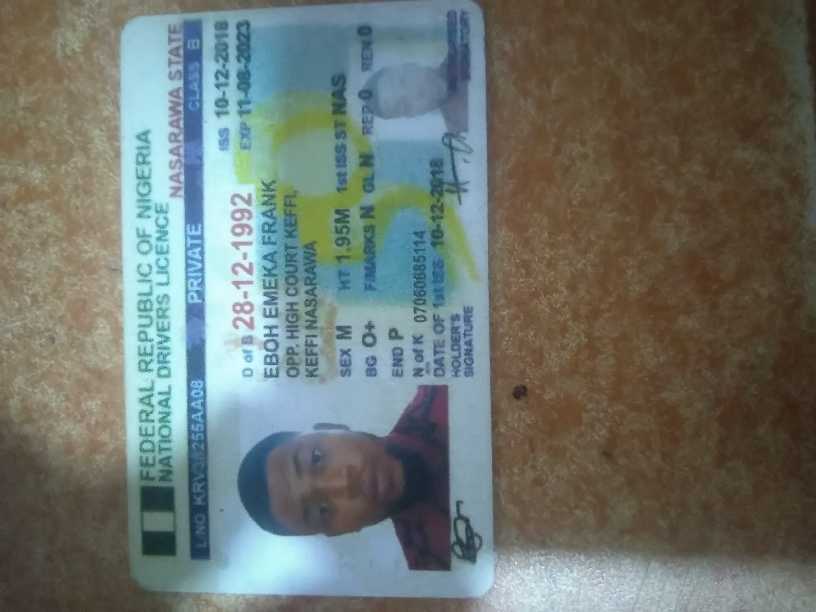 FEDERAL REPUBLIC OF NIGERIA
NATIONAL DRIVERS LICENCE
NASARAWA STATE
L/NO KRV38255AA08 PRIVATE CLASS B
ISS 10-12-2018
D of B 28-12-1992 EXP 11-08-2023
EBOH EMEKA FRANK
OPP. HIGH COURT KEFFI,
KEFFI NASARAWA
SEX M HT 1.95M 1st ISS ST NAS
BG O+ F/MARKS N GL N REP 0 REN 0
END P
N of K 07060685114
DATE OF 1st ISS 10-12-2018
HOLDER'S
SIGNATURE
SIGNATORY